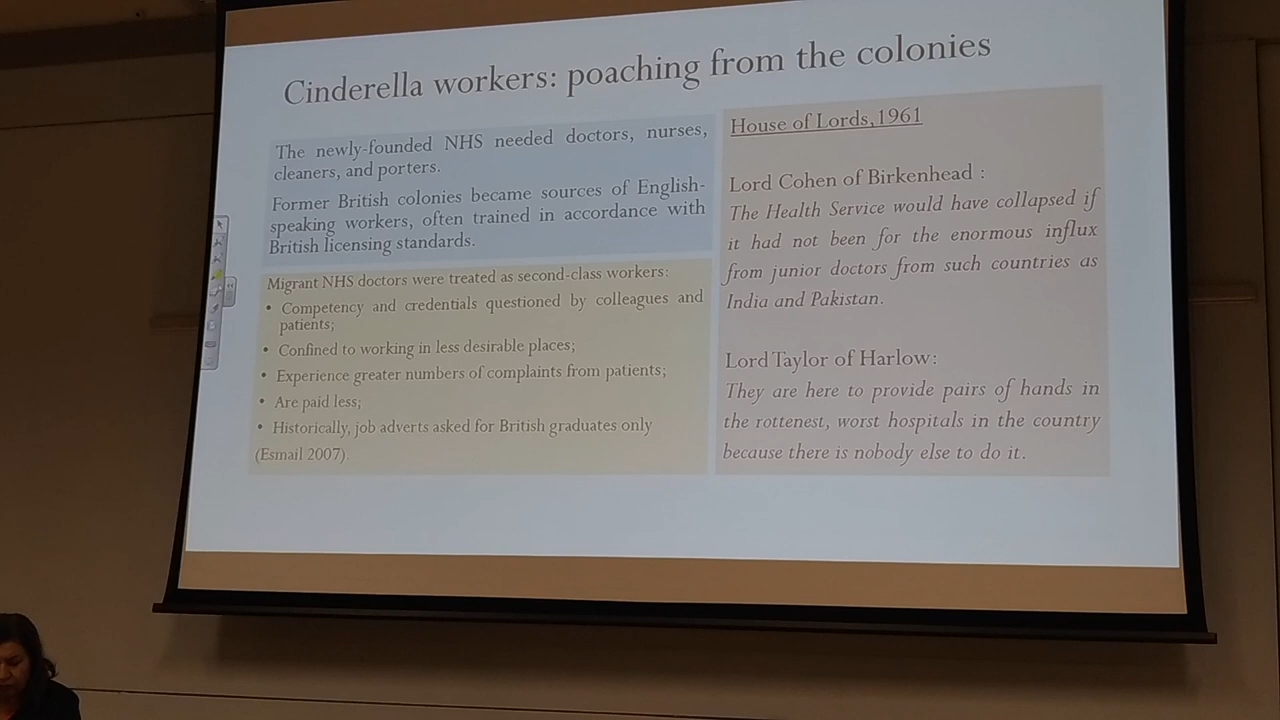 Cinderella workers: poaching from the colonies
The newly-founded NHS needed doctors, nurses,
cleaners, and porters.
Former British colonies became sources of English-
speaking workers, often trained in accordance with
British licensing standards.
Migrant NHS doctors were treated as second-class workers:
• Competency and credentials questioned by colleagues and
patients;
• Confined to working in less desirable places;
• Experience greater numbers of complaints from patients;
• Are paid less;
• Historically, job adverts asked for British graduates only
(Esmail 2007).
House of Lords,1961
Lord Cohen of Birkenhead :
The Health Service would have collapsed if
it had not been for the enormous influx
from junior doctors from such countries as
India and Pakistan.
Lord Taylor of Harlow:
They are here to provide pairs of hands in
the rottenest, worst hospitals in the country
because there is nobody else to do it.